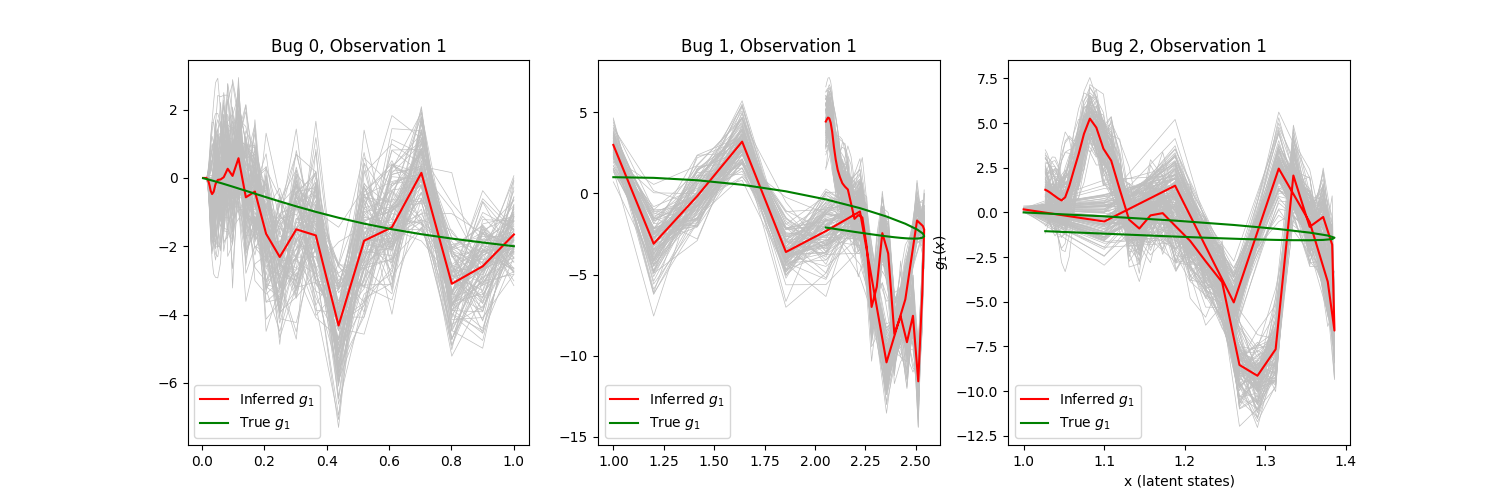 Bug 0, Observation 1
2
0
−2
−4
−6
0.0 0.2 0.4 0.6 0.8 1.0
Inferred g₁
True g₁
Bug 1, Observation 1
5
0
−5
−10
−15
1.00 1.25 1.50 1.75 2.00 2.25 2.50
Inferred g₁
True g₁
Bug 2, Observation 1
g₁(x)
7.5
5.0
2.5
0.0
−2.5
−5.0
−7.5
−10.0
−12.5
1.0 1.1 1.2 1.3 1.4
x (latent states)
Inferred g₁
True g₁